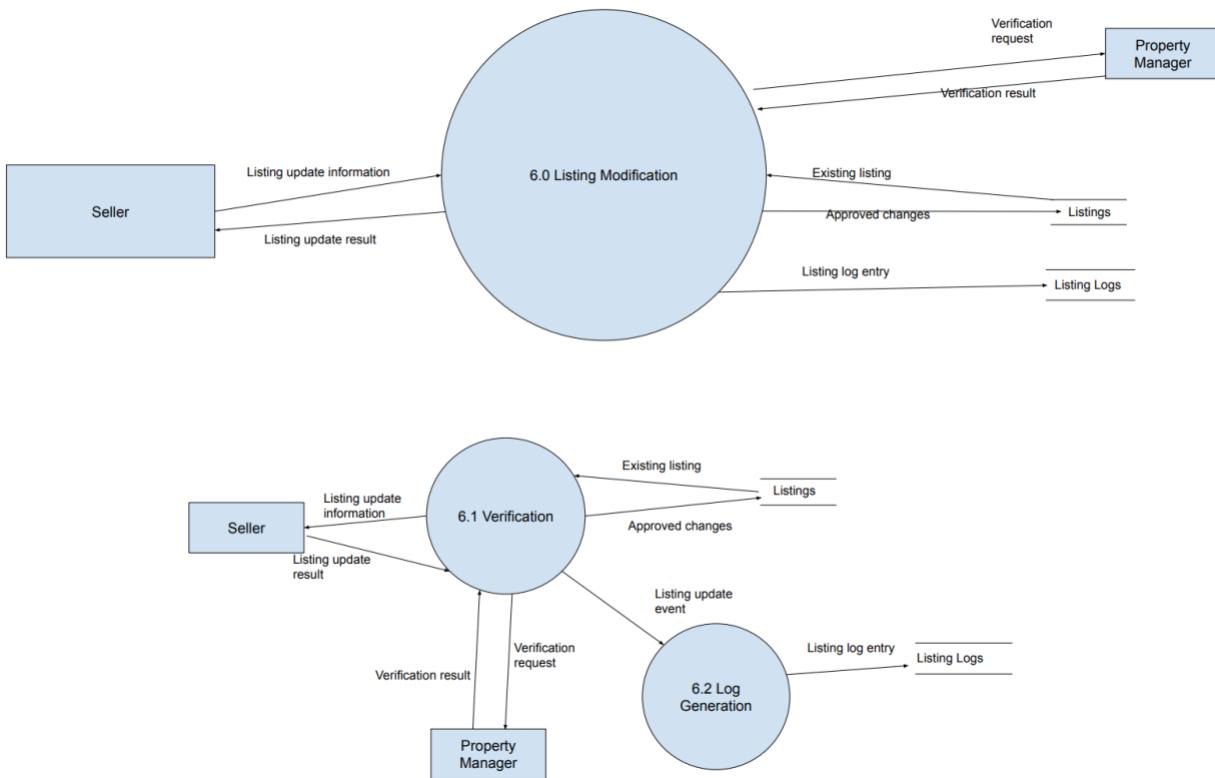 Verification
request
Property
Manager
Verification result
Listing update information
6.0 Listing Modification
Existing listing
Seller
Approved changes
Listings
Listing update result
Listing log entry
Listing Logs
Existing listing
Listings
Listing update
information
6.1 Verification
Seller
Approved changes
Listing update
result
Listing update
event
Verification
request
Listing log entry
Listing Logs
Verification result
6.2 Log
Generation
Property
Manager